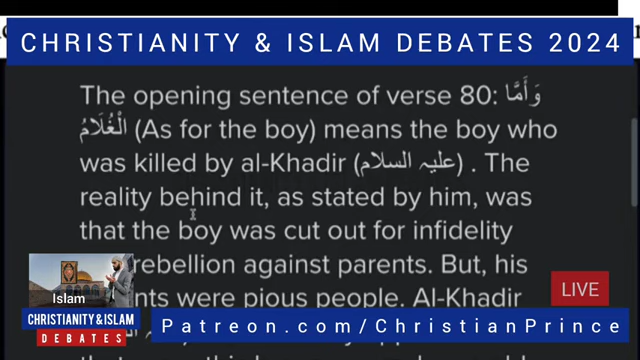 CHRISTIANITY & ISLAM DEBATES 2024
The opening sentence of verse 80: وَأَمَّا
الْغُلَامُ (As for the boy) means the boy who
was killed by al-Khadir (علیہ السلام) . The
reality behind it, as stated by him, was
that the boy was cut out for infidelity
rebellion against parents. But, his
nts were pious people. Al-Khadir
Islam
CHRISTIANITY & ISLAM
DEBATES
LIVE
Patreon.com/ChristianPrince